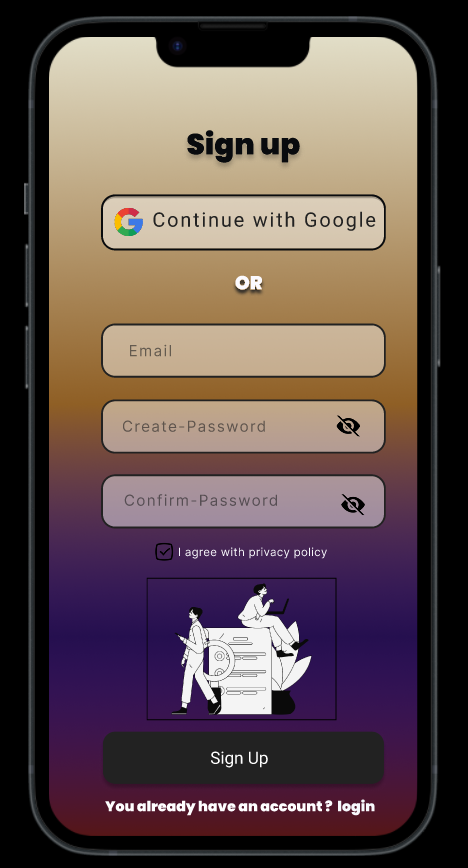 Sign up
Continue with Google
OR
Email
Create-Password
Confirm-Password
I agree with privacy policy
Sign Up
You already have an account ? login